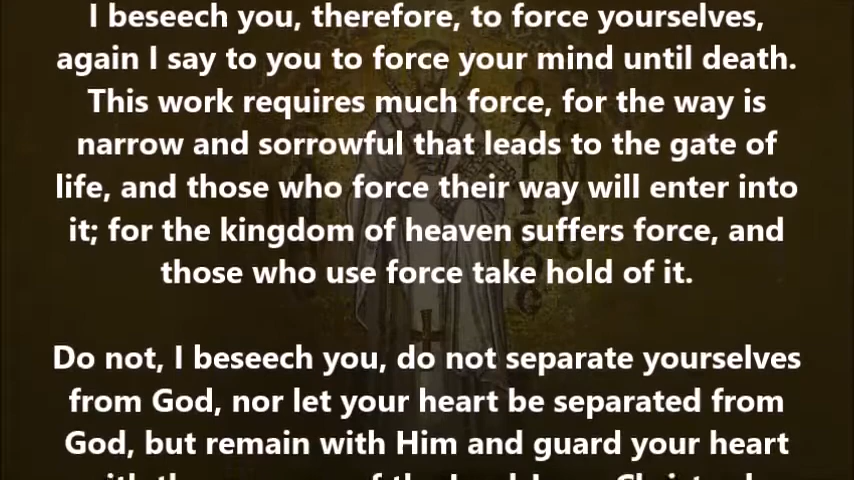 I beseech you, therefore, to force yourselves,
again I say to you to force your mind until death.
This work requires much force, for the way is
narrow and sorrowful that leads to the gate of
life, and those who force their way will enter into
it; for the kingdom of heaven suffers force, and
those who use force take hold of it.
Do not, I beseech you, do not separate yourselves
from God, nor let your heart be separated from
God, but remain with Him and guard your heart